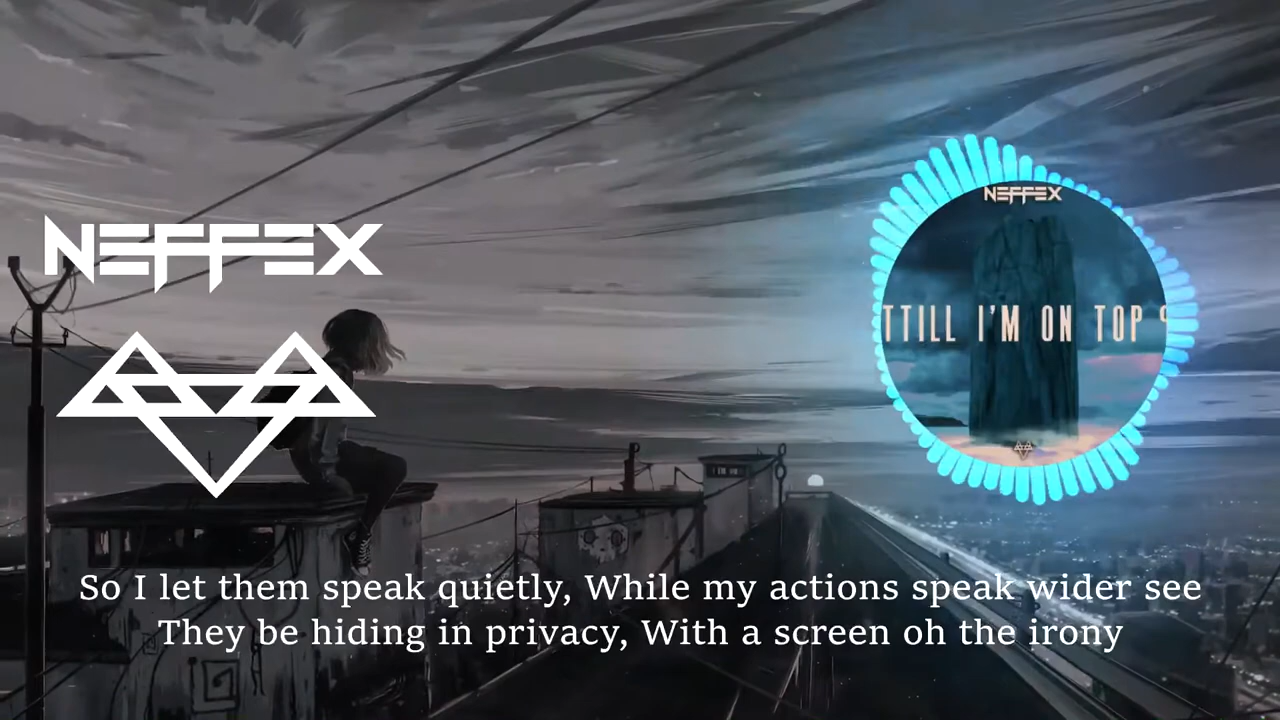 NEFFEX
NEFFEX
TTILL I'M ON TOP
So I let them speak quietly, While my actions speak wider see
They be hiding in privacy, With a screen oh the irony